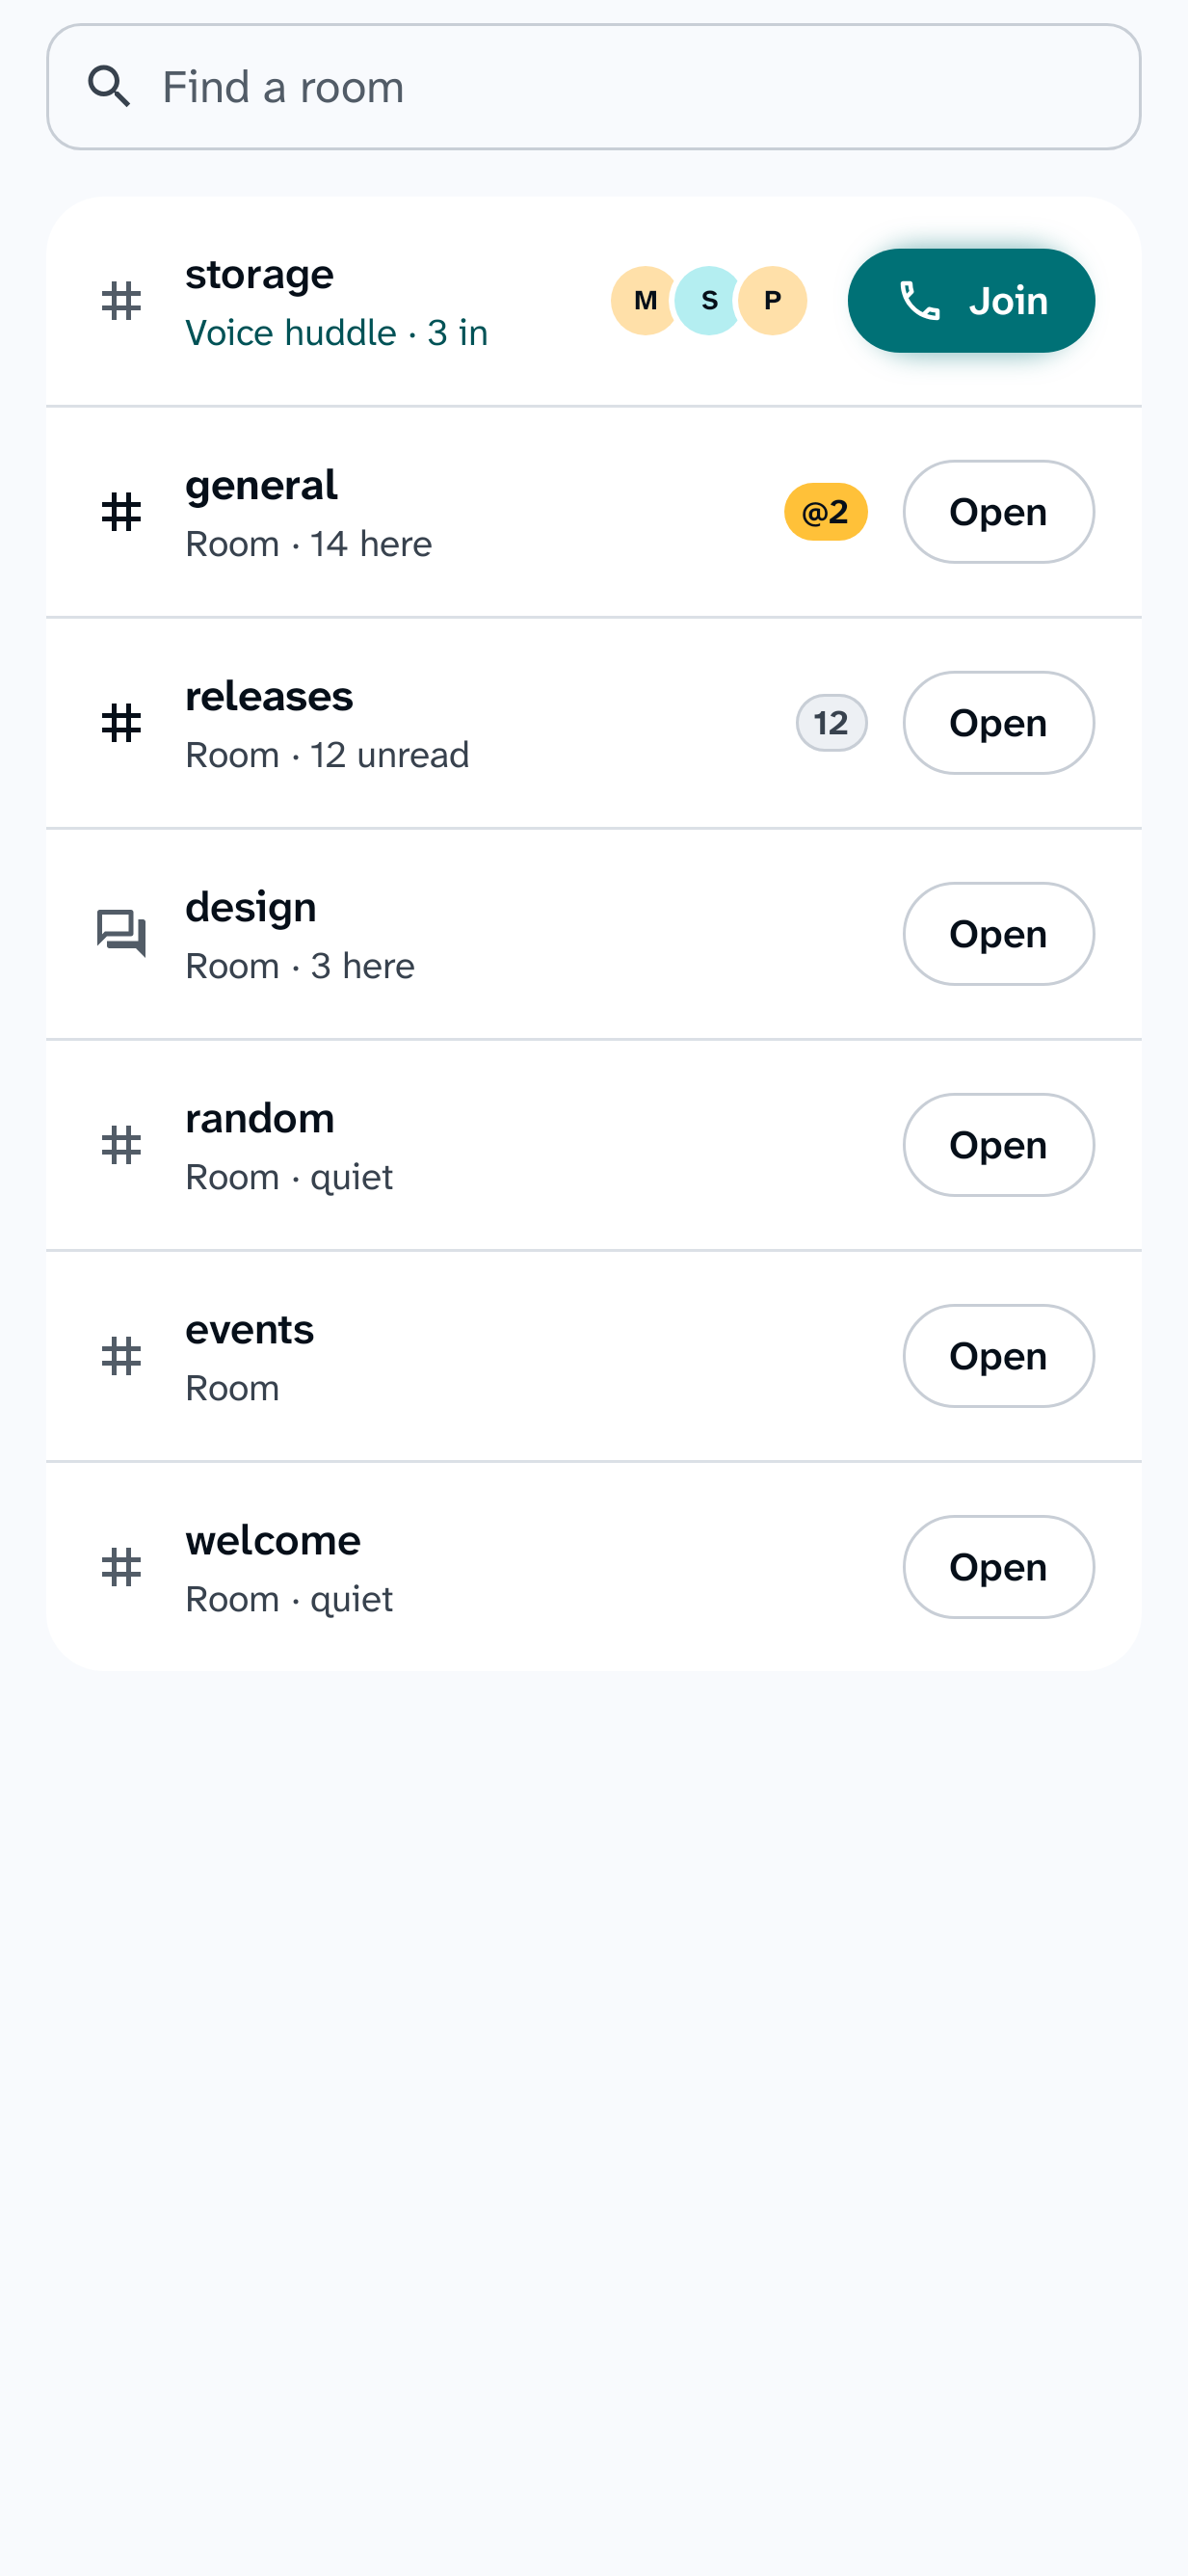 Find a room
storage
Voice huddle · 3 in
M S P
Join
general
Room · 14 here
@2
Open
releases
Room · 12 unread
12
Open
design
Room · 3 here
Open
random
Room · quiet
Open
events
Room
Open
welcome
Room · quiet
Open